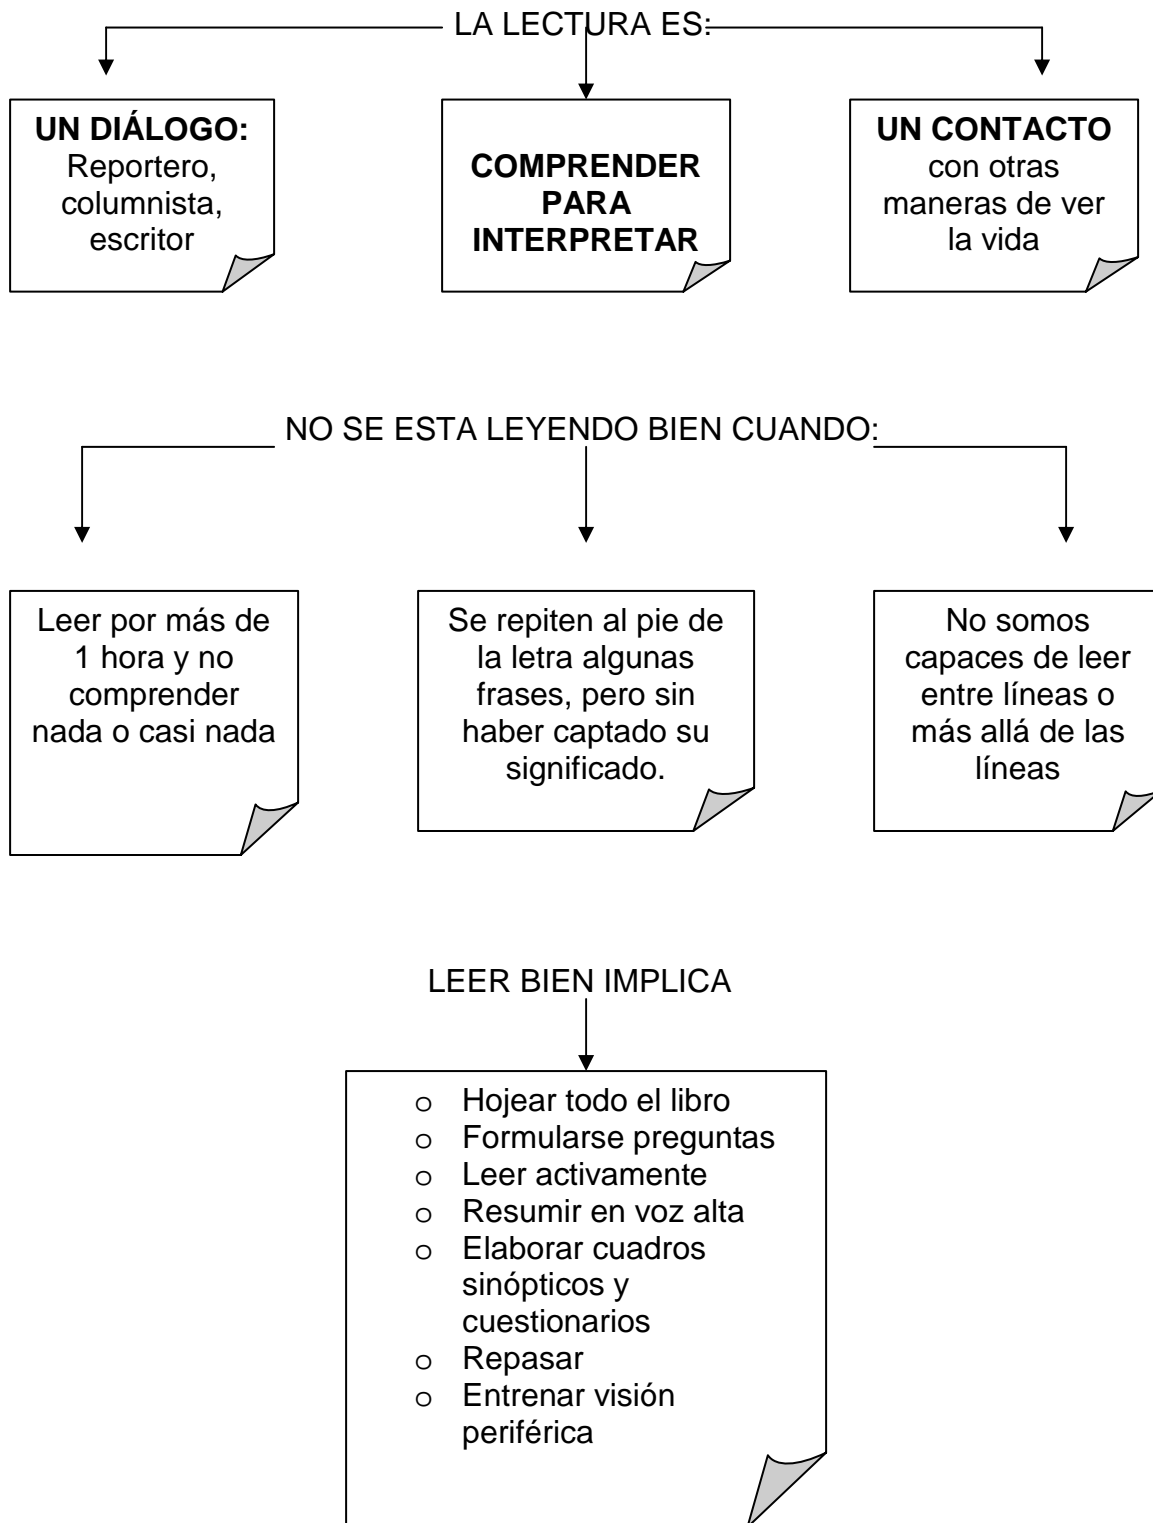 LA LECTURA ES:
UN DIÁLOGO:
Reportero,
columnista,
escritor
COMPRENDER
PARA
INTERPRETAR
UN CONTACTO
con otras
maneras de ver
la vida
NO SE ESTA LEYENDO BIEN CUANDO:
Leer por más de
1 hora y no
comprender
nada o casi nada
Se repiten al pie de
la letra algunas
frases, pero sin
haber captado su
significado.
No somos
capaces de leer
entre líneas o
más allá de las
líneas
LEER BIEN IMPLICA
o Hojear todo el libro
o Formularse preguntas
o Leer activamente
o Resumir en voz alta
o Elaborar cuadros
sinópticos y
cuestionarios
o Repasar
o Entrenar visión
periférica